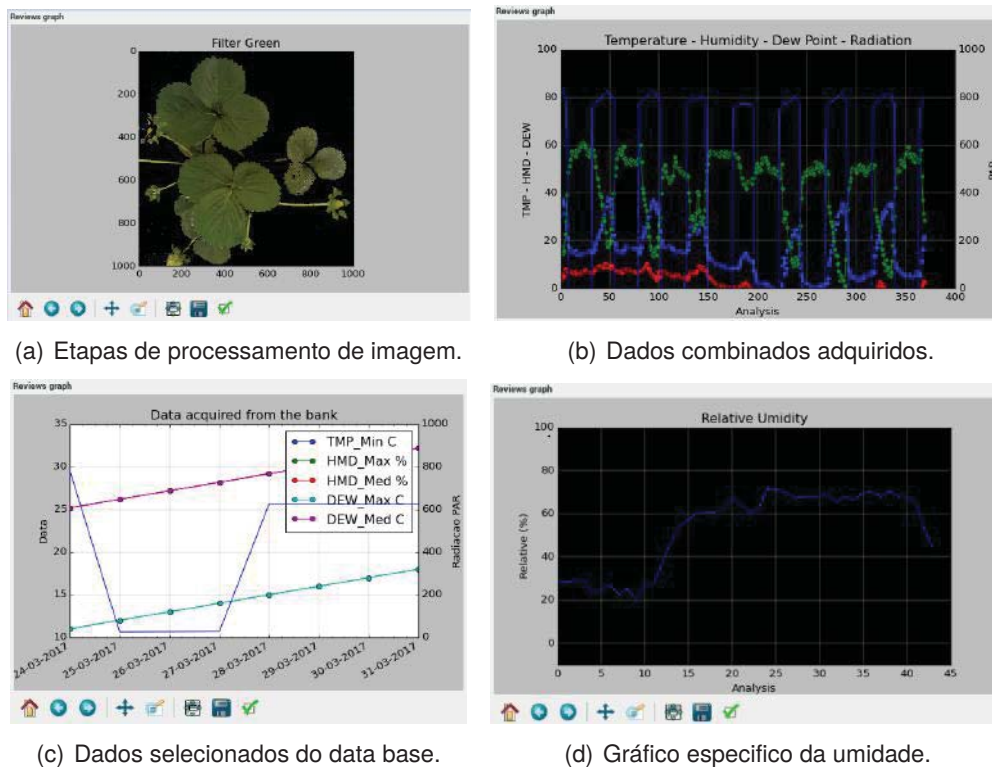 Reviews graph
Filter Green
0
200
400
600
800
1000
0 200 400 600 800 1000
(a) Etapas de processamento de imagem.
Reviews graph
Temperature - Humidity - Dew Point - Radiation
100
80
60
40
20
0
TMP - HMD - DEW
1000
800
600
400
200
0
PAR
0 50 100 150 200 250 300 350 400
Analysis
(b) Dados combinados adquiridos.
Reviews graph
Data acquired from the bank
35
30
25
20
15
10
Data
1000
800
600
400
200
0
Radiacao PAR
TMP_Min C
HMD_Max %
HMD_Med %
DEW_Max C
DEW_Med C
24-03-2017 25-03-2017 26-03-2017 27-03-2017 28-03-2017 29-03-2017 30-03-2017 31-03-2017
(c) Dados selecionados do data base.
Reviews graph
Relative Umidity
100
80
60
40
20
0
Relative (%)
0 5 10 15 20 25 30 35 40 45
Analysis
(d) Gráfico especifico da umidade.